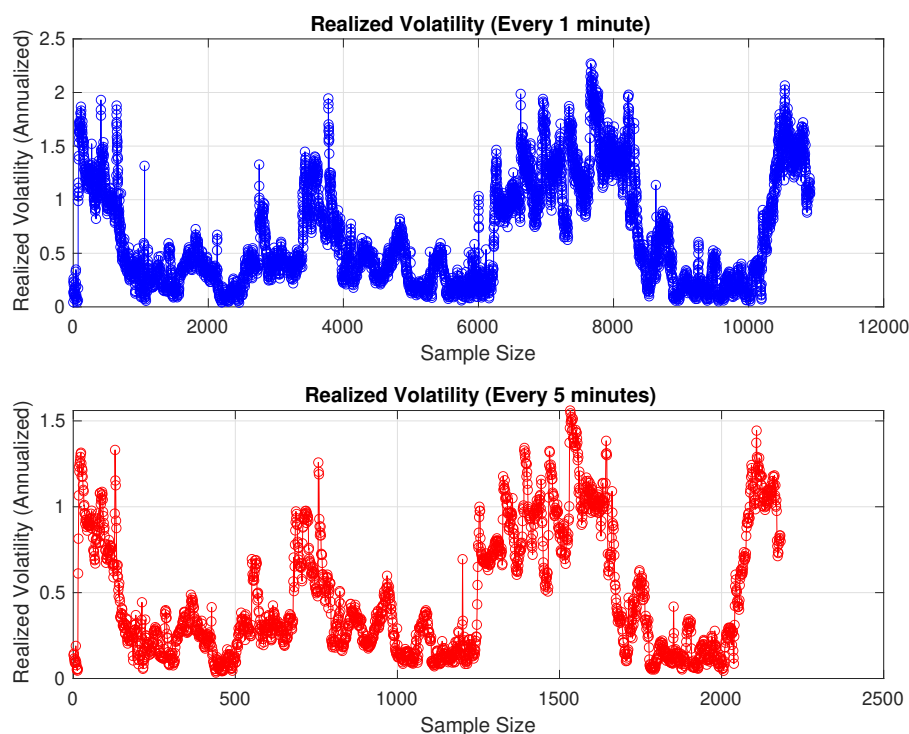 Realized Volatility (Every 1 minute)
Realized Volatility (Annualized)
2.5
2
1.5
1
0.5
0
0 2000 4000 6000 8000 10000 12000
Sample Size
Realized Volatility (Every 5 minutes)
Realized Volatility (Annualized)
1.5
1
0.5
0
0 500 1000 1500 2000 2500
Sample Size